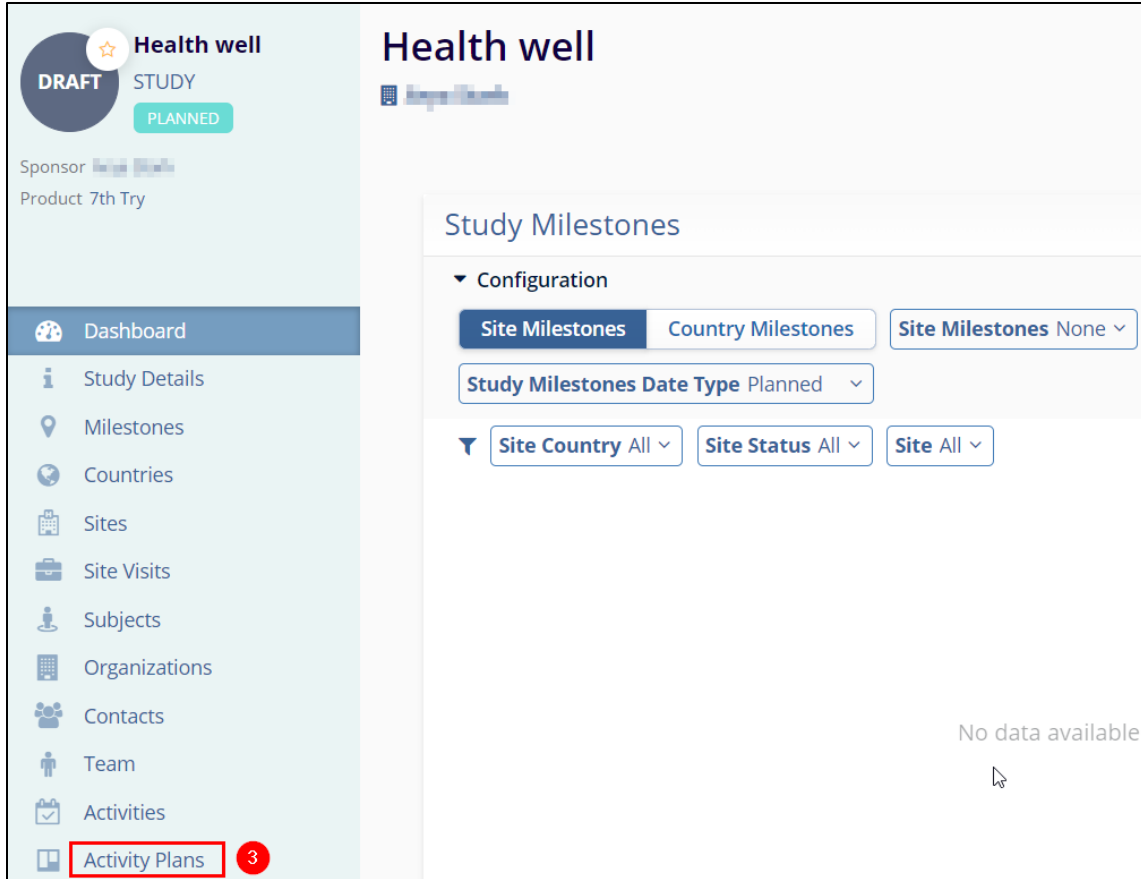 DRAFT
Health well
STUDY
PLANNED
Sponsor
Product 7th Try
Dashboard
Study Details
Milestones
Countries
Sites
Site Visits
Subjects
Organizations
Contacts
Team
Activities
Activity Plans 3
Health well
Study Milestones
Configuration
Site Milestones Country Milestones Site Milestones None
Study Milestones Date Type Planned
Site Country All Site Status All Site All
No data available